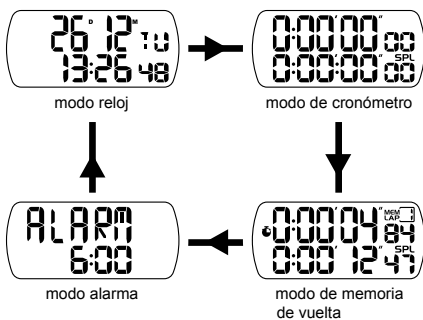 26 D 12 M TU
13:26 48
modo reloj
0:00'00" 00
SPL
0:00'00" 00
modo de cronómetro
ALARM
6:00
modo alarma
MEM LAP 1
0:00'04" 84
SPL
0:00' 12" 47
modo de memoria
de vuelta